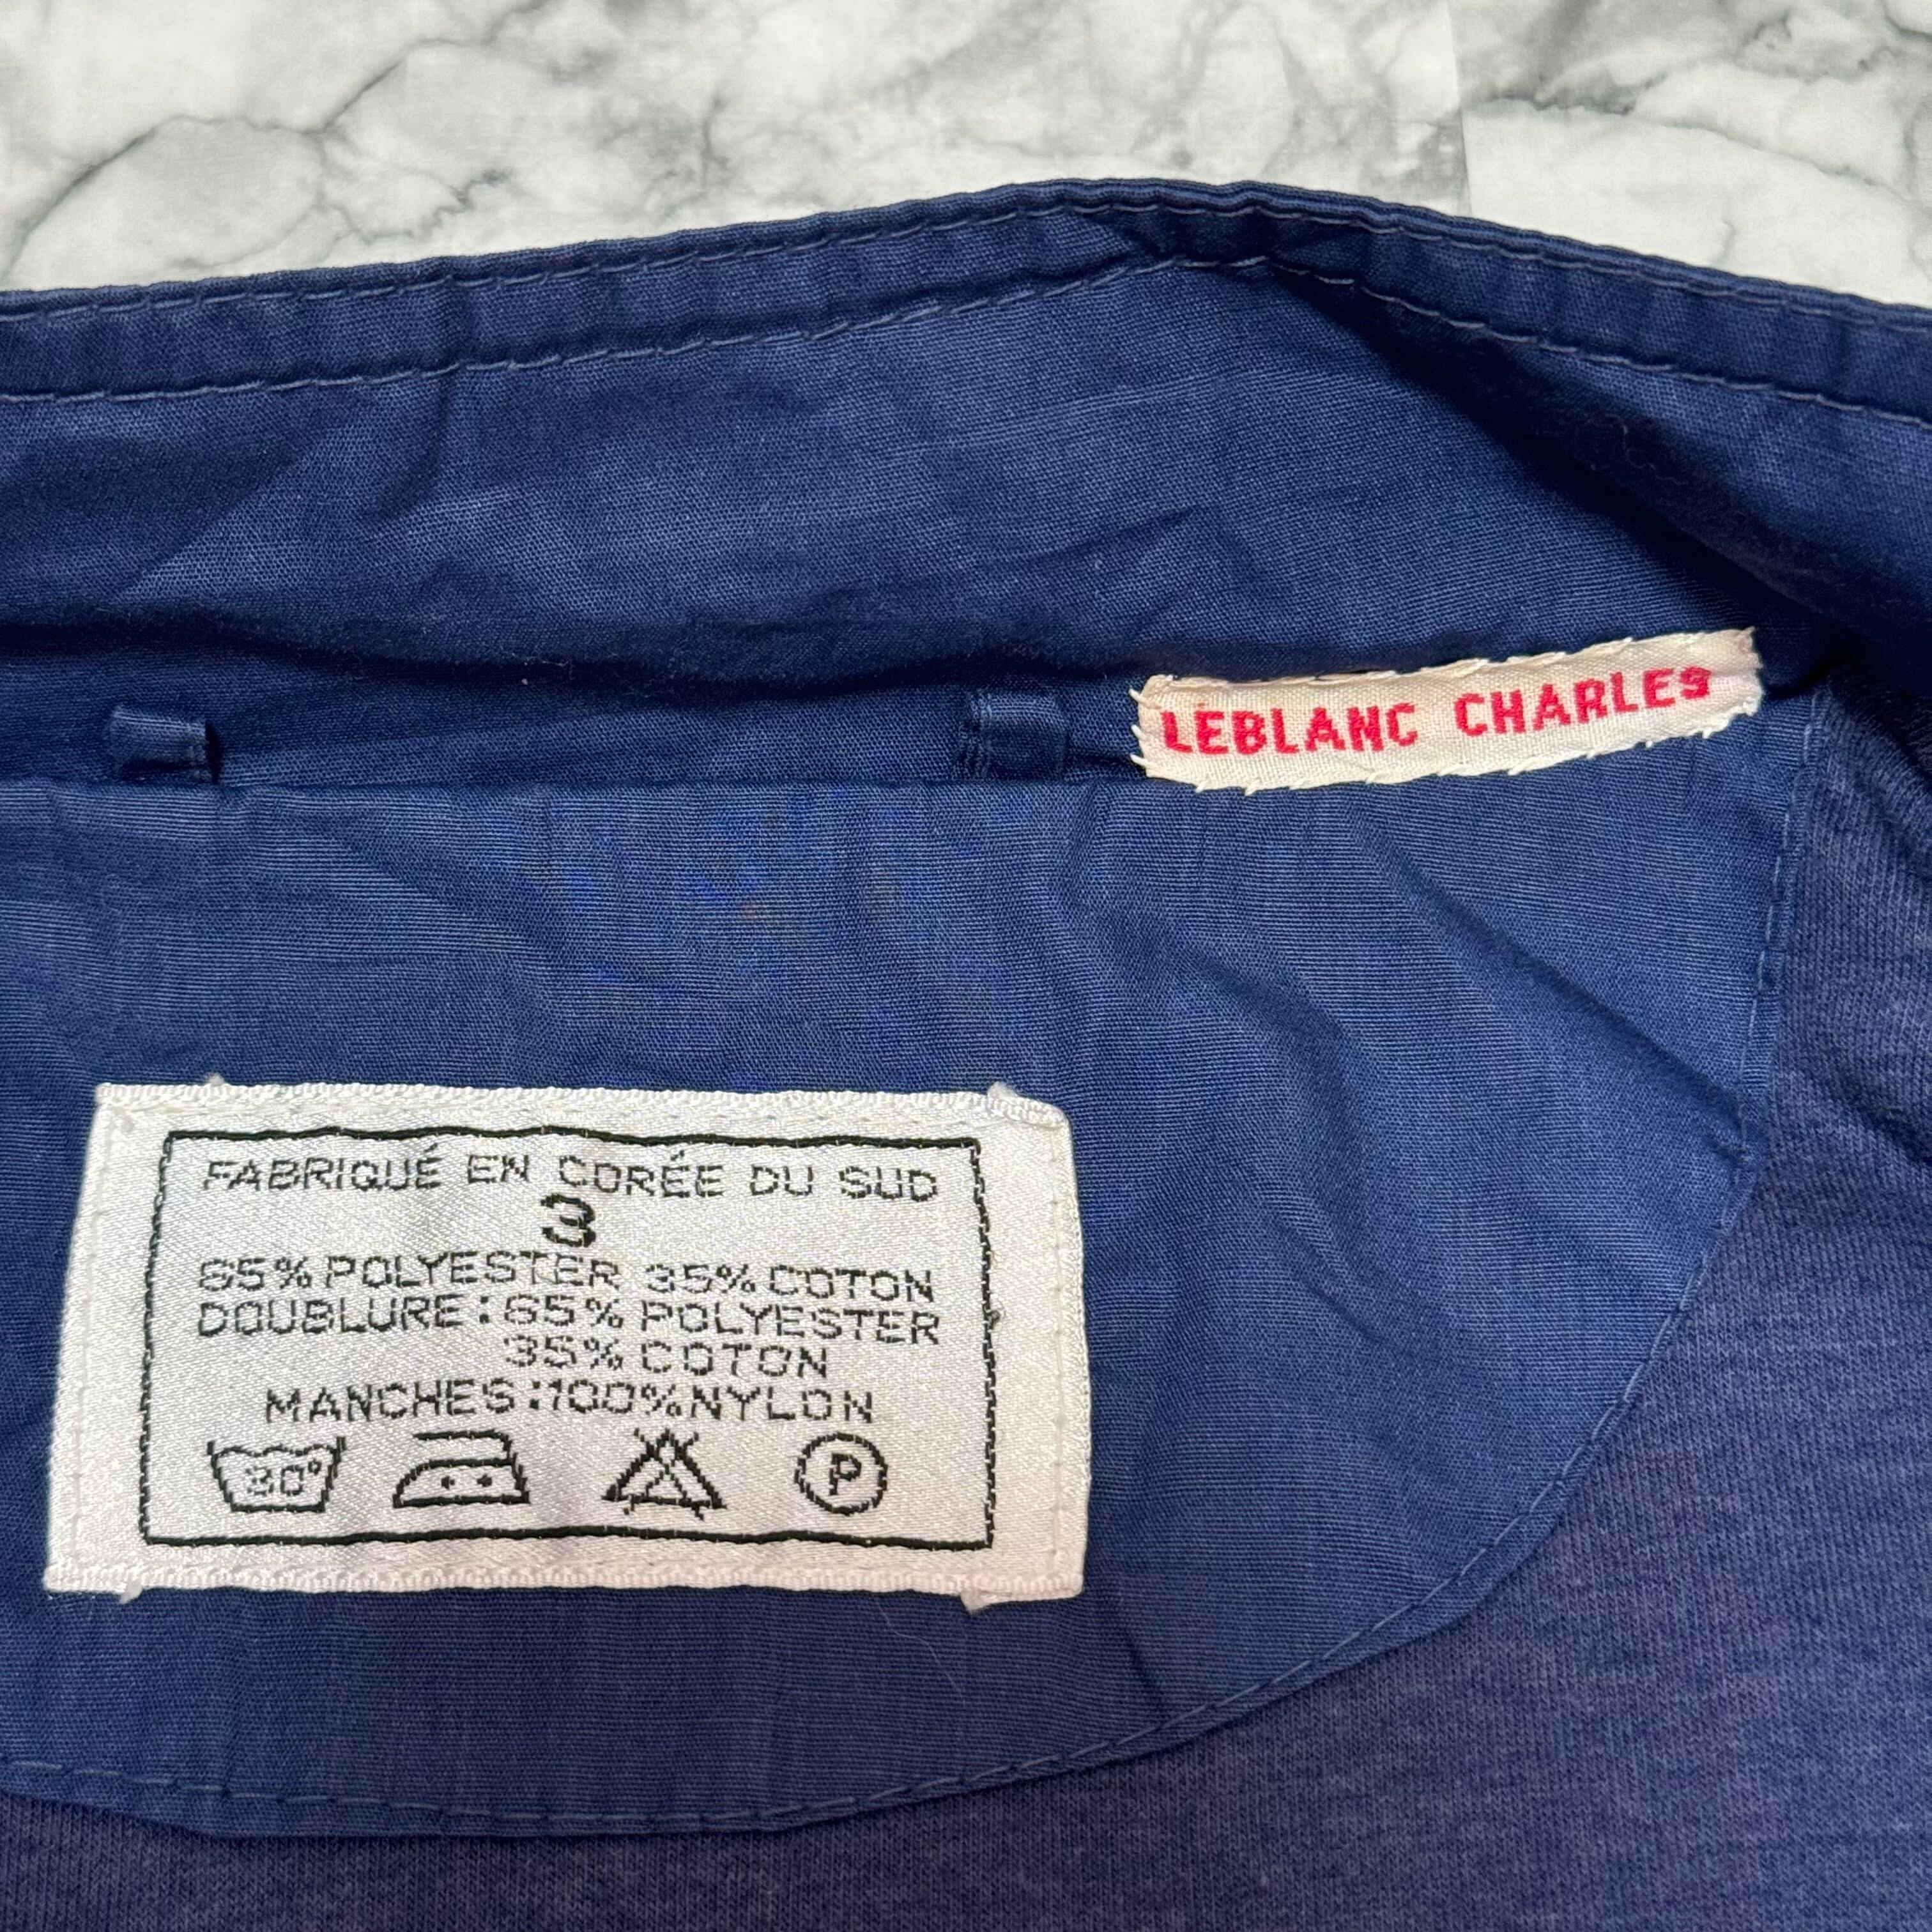 LEBLANC CHARLES
FABRIQUÉ EN CORÉE DU SUD
3
65% POLYESTER 35% COTON
DOUBLURE: 65% POLYESTER
35% COTON
MANCHES: 100% NYLON
30°
P